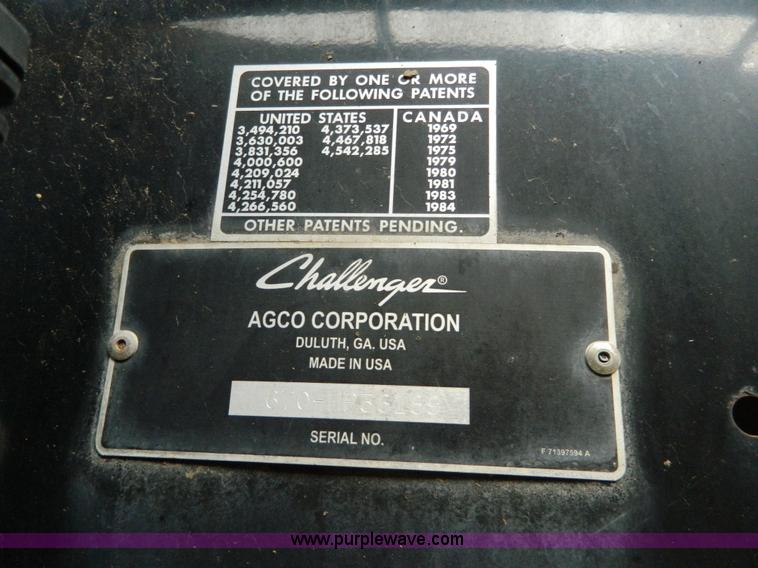 COVERED BY ONE OR MORE
OF THE FOLLOWING PATENTS
UNITED STATES CANADA
3,494,210 4,373,537 1969
3,630,003 4,467,818 1972
3,831,356 4,542,285 1975
4,000,600 1979
4,209,024 1980
4,211,057 1981
4,254,780 1983
4,266,560 1984
OTHER PATENTS PENDING.
Challenger®
AGCO CORPORATION
DULUTH, GA. USA
MADE IN USA
SERIAL NO.
F 71397594 A
www.purplewave.com